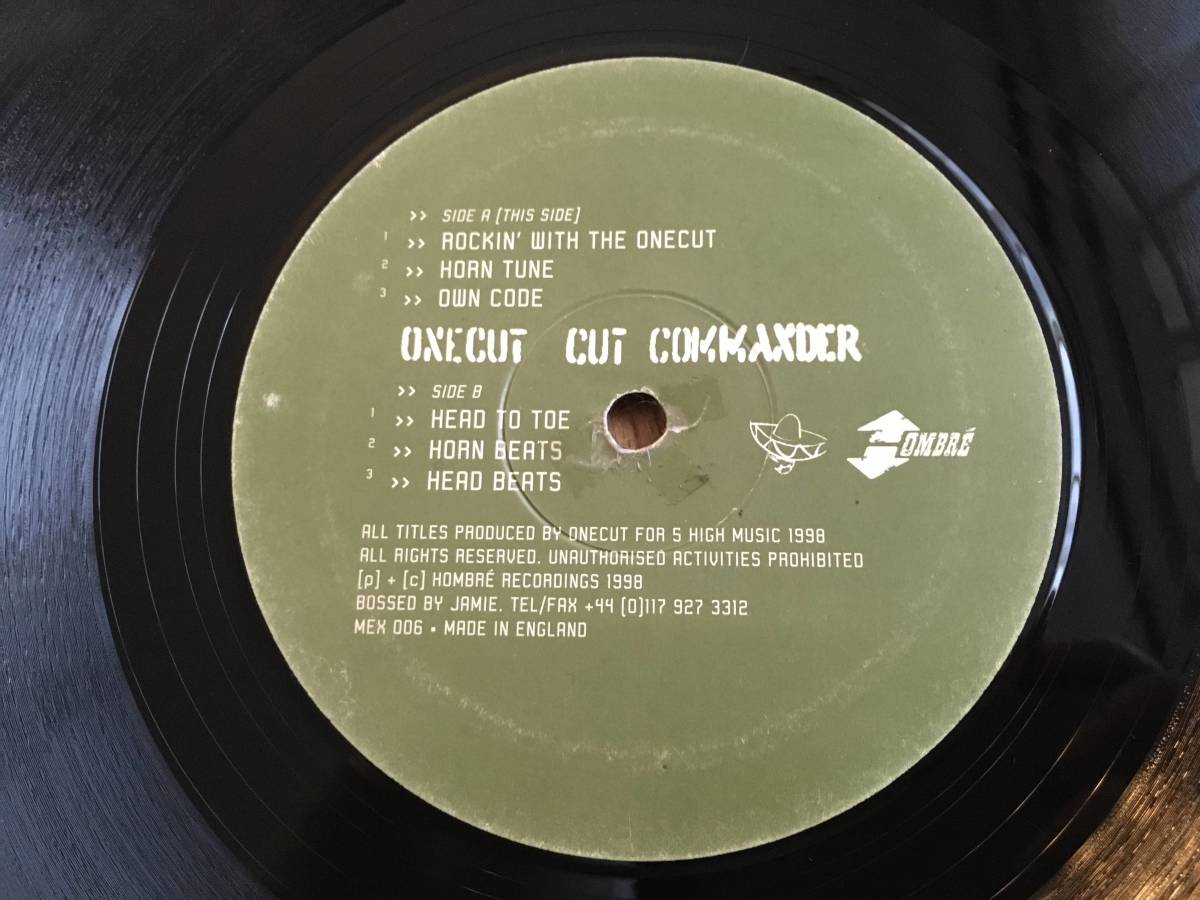 >> SIDE A [THIS SIDE]
1 >> ROCKIN' WITH THE ONECUT
2 >> HORN TUNE
3 >> OWN CODE
ONECUT CUT COMMANDER
>> SIDE B
1 >> HEAD TO TOE
2 >> HORN BEATS
3 >> HEAD BEATS
HOMBRÉ
ALL TITLES PRODUCED BY ONECUT FOR 5 HIGH MUSIC 1998
ALL RIGHTS RESERVED. UNAUTHORISED ACTIVITIES PROHIBITED
[p] + [c] HOMBRÉ RECORDINGS 1998
BOSSED BY JAMIE. TEL/FAX +44 [0]117 927 3312
MEX 006 • MADE IN ENGLAND